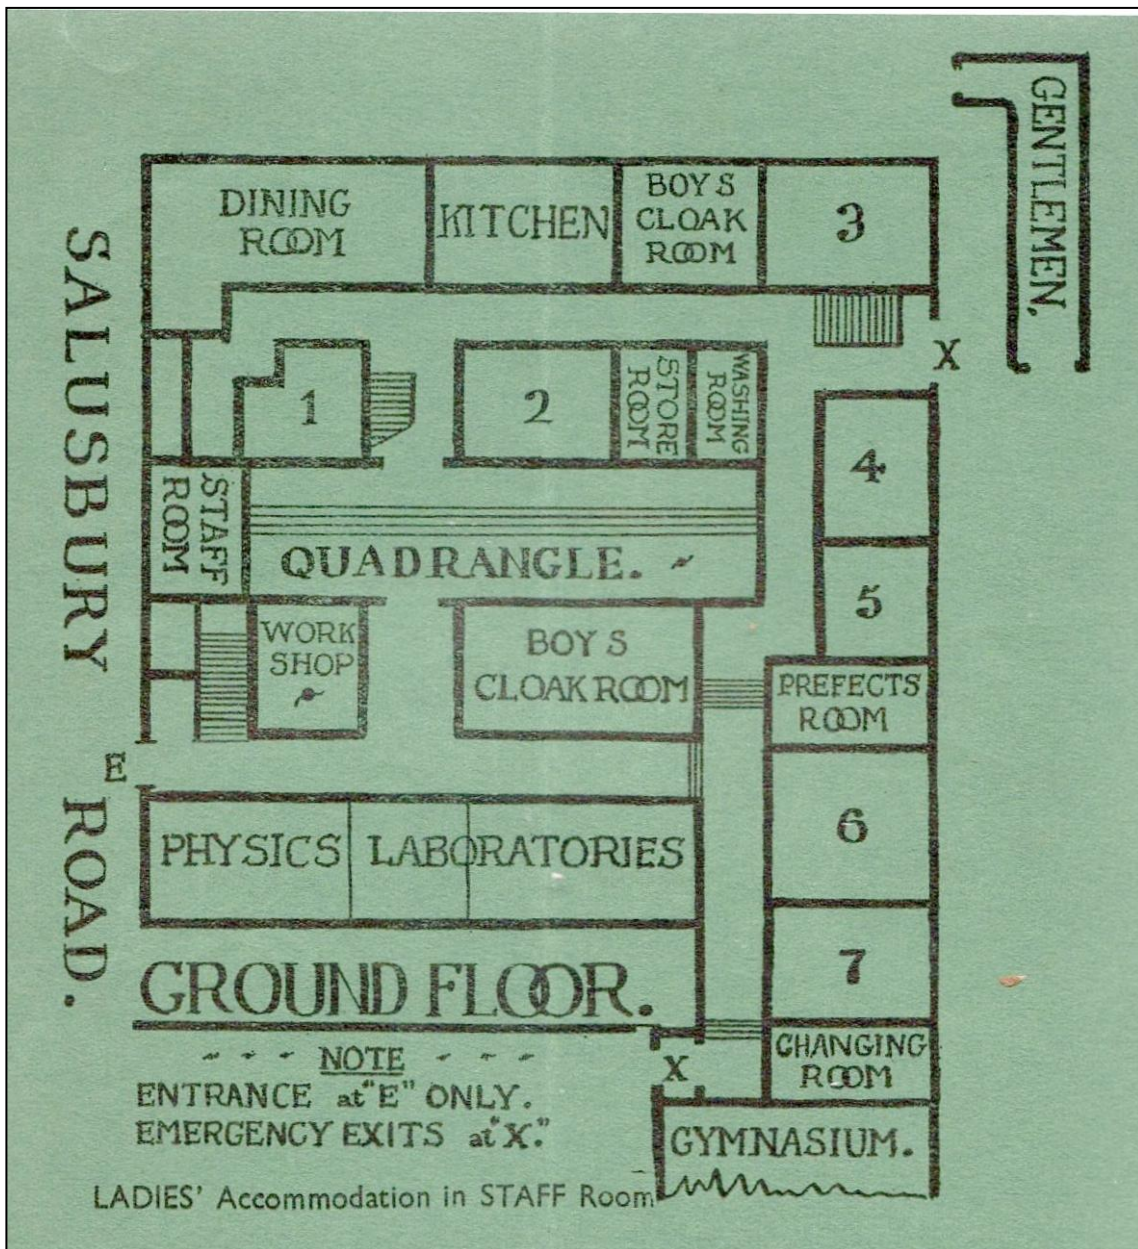 GENTLEMEN,
DINING
ROOM
KITCHEN
BOYS
CLOAK
ROOM
3
X
SALUSBURY ROAD.
1
2
STORE
ROOM
WASHING
ROOM
4
STAFF
ROOM
QUADRANGLE.
5
WORK
SHOP
BOYS
CLOAK ROOM
PREFECTS'
ROOM
E
6
PHYSICS LABORATORIES
7
GROUND FLOOR.
CHANGING
ROOM
X
NOTE
ENTRANCE at "E" ONLY.
EMERGENCY EXITS at "X."
GYMNASIUM.
LADIES' Accommodation in STAFF Room